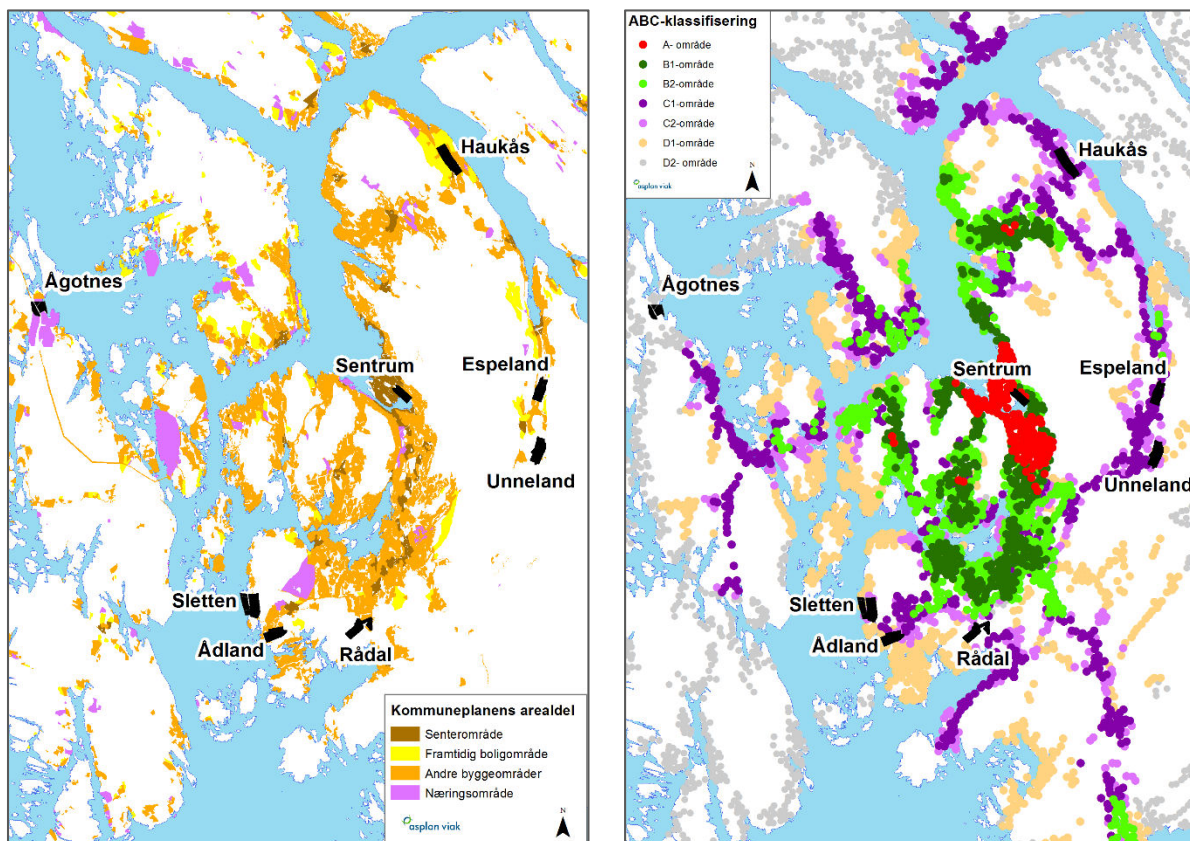 Haukås
Ågotnes
Sentrum
Espeland
Unneland
Sletten
Ådland
Rådal
Kommuneplanens arealdel
Senterområde
Framtidig boligområde
Andre byggeområder
Næringsområde
N
asplan viak
ABC-klassifisering
A- område
B1-område
B2-område
C1-område
C2-område
D1-område
D2- område
N
asplan viak
Haukås
Ågotnes
Sentrum
Espeland
Unneland
Sletten
Ådland
Rådal